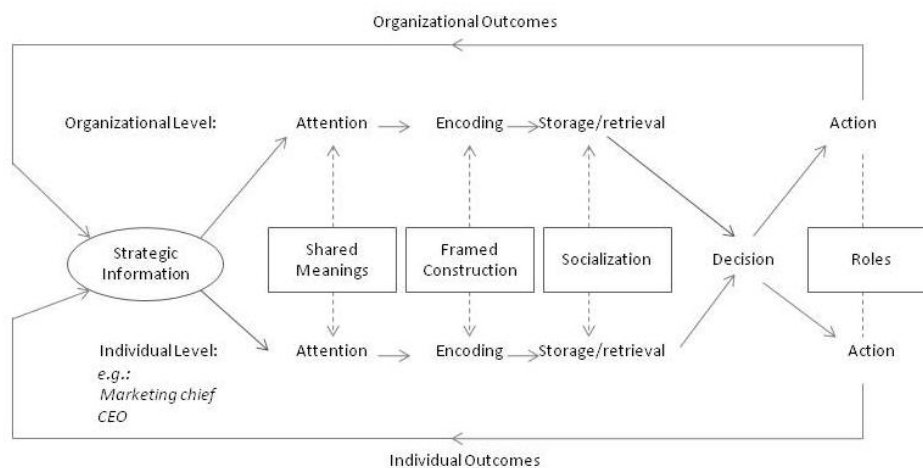 Organizational Outcomes
Organizational Level:
Attention
Encoding
Storage/retrieval
Action
Strategic
Information
Shared
Meanings
Framed
Construction
Socialization
Decision
Roles
Individual Level:
e.g.:
Marketing chief
CEO
Attention
Encoding
Storage/retrieval
Action
Individual Outcomes